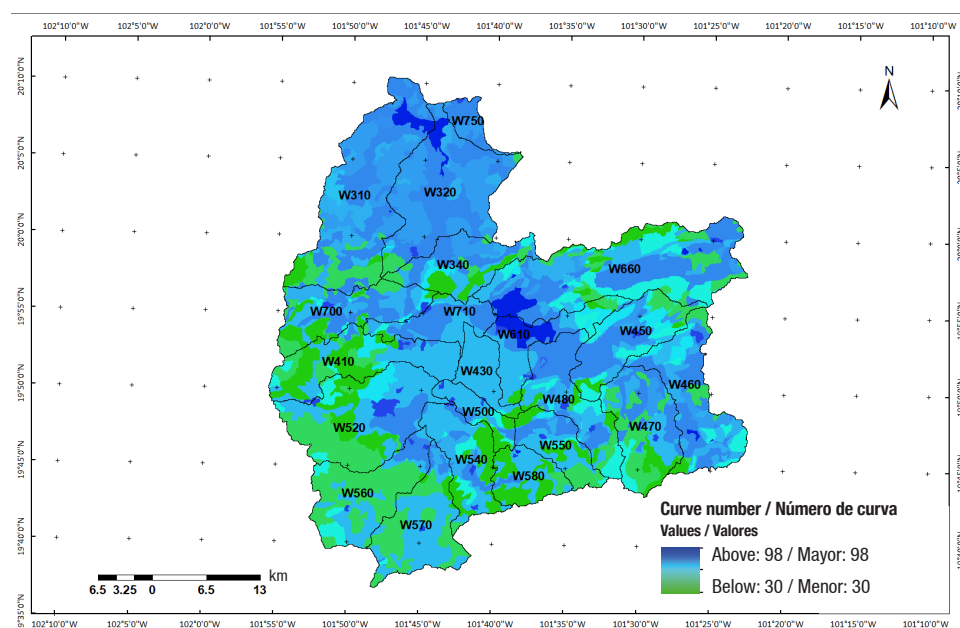 102°10'0"W 102°5'0"W 102°0'0"W 101°55'0"W 101°50'0"W 101°45'0"W 101°40'0"W 101°35'0"W 101°30'0"W 101°25'0"W 101°20'0"W 101°15'0"W 101°10'0"W
20°10'0"N
20°5'0"N
20°0'0"N
19°55'0"N
19°50'0"N
19°45'0"N
19°40'0"N
9°35'0"N
N
W750
W310
W320
W340
W660
W700
W710
W610
W450
W410
W430
W460
W480
W500
W520
W470
W550
W540
W580
W560
W570
Curve number / Número de curva
Values / Valores
Above: 98 / Mayor: 98
Below: 30 / Menor: 30
km
6.5 3.25 0 6.5 13
102°10'0"W 102°5'0"W 102°0'0"W 101°55'0"W 101°50'0"W 101°45'0"W 101°40'0"W 101°35'0"W 101°30'0"W 101°25'0"W 101°20'0"W 101°15'0"W 101°10'0"W